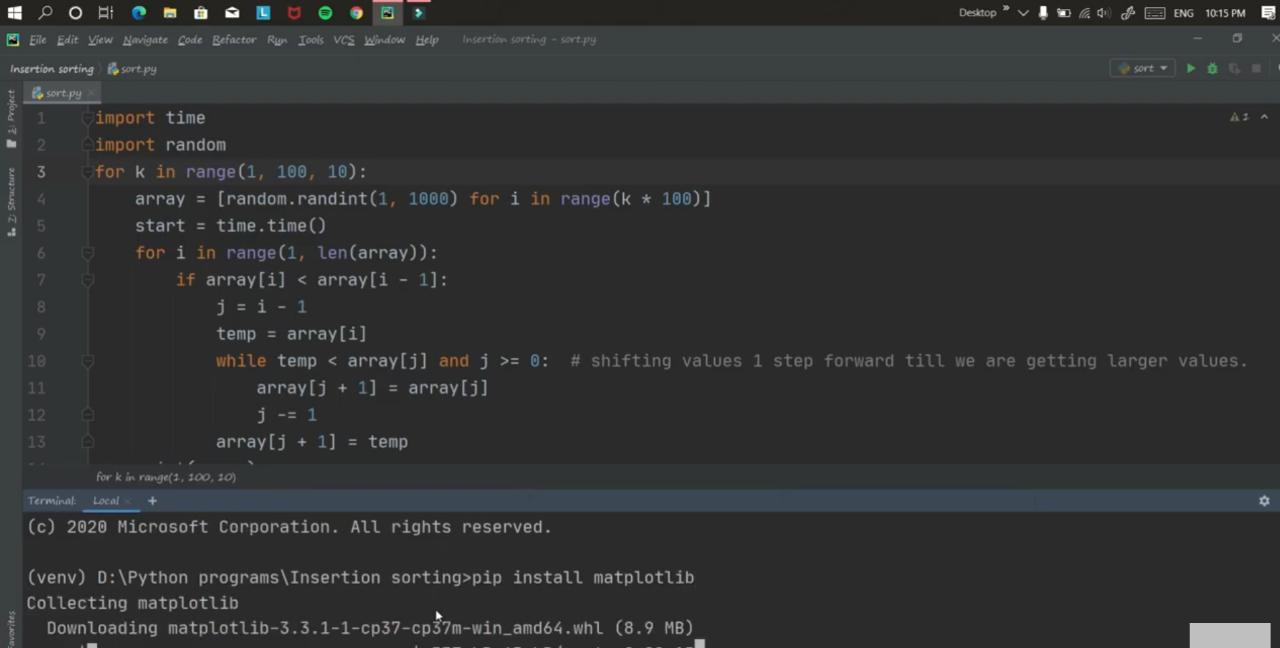 Desktop
ENG
10:15 PM
File Edit View Navigate Code Refactor Run Tools VCS Window Help Insertion sorting - sort.py
Insertion sorting sort.py
sort
sort.py
1: Project
Z: Structure
Favorites
1 import time
2 import random
3 for k in range(1, 100, 10):
4 array = [random.randint(1, 1000) for i in range(k * 100)]
5 start = time.time()
6 for i in range(1, len(array)):
7 if array[i] < array[i - 1]:
8 j = i - 1
9 temp = array[i]
10 while temp < array[j] and j >= 0: # shifting values 1 step forward till we are getting larger values.
11 array[j + 1] = array[j]
12 j -= 1
13 array[j + 1] = temp
for k in range(1, 100, 10)
Terminal: Local +
(c) 2020 Microsoft Corporation. All rights reserved.
(venv) D:\Python programs\Insertion sorting>pip install matplotlib
Collecting matplotlib
Downloading matplotlib-3.3.1-1-cp37-cp37m-win_amd64.whl (8.9 MB)